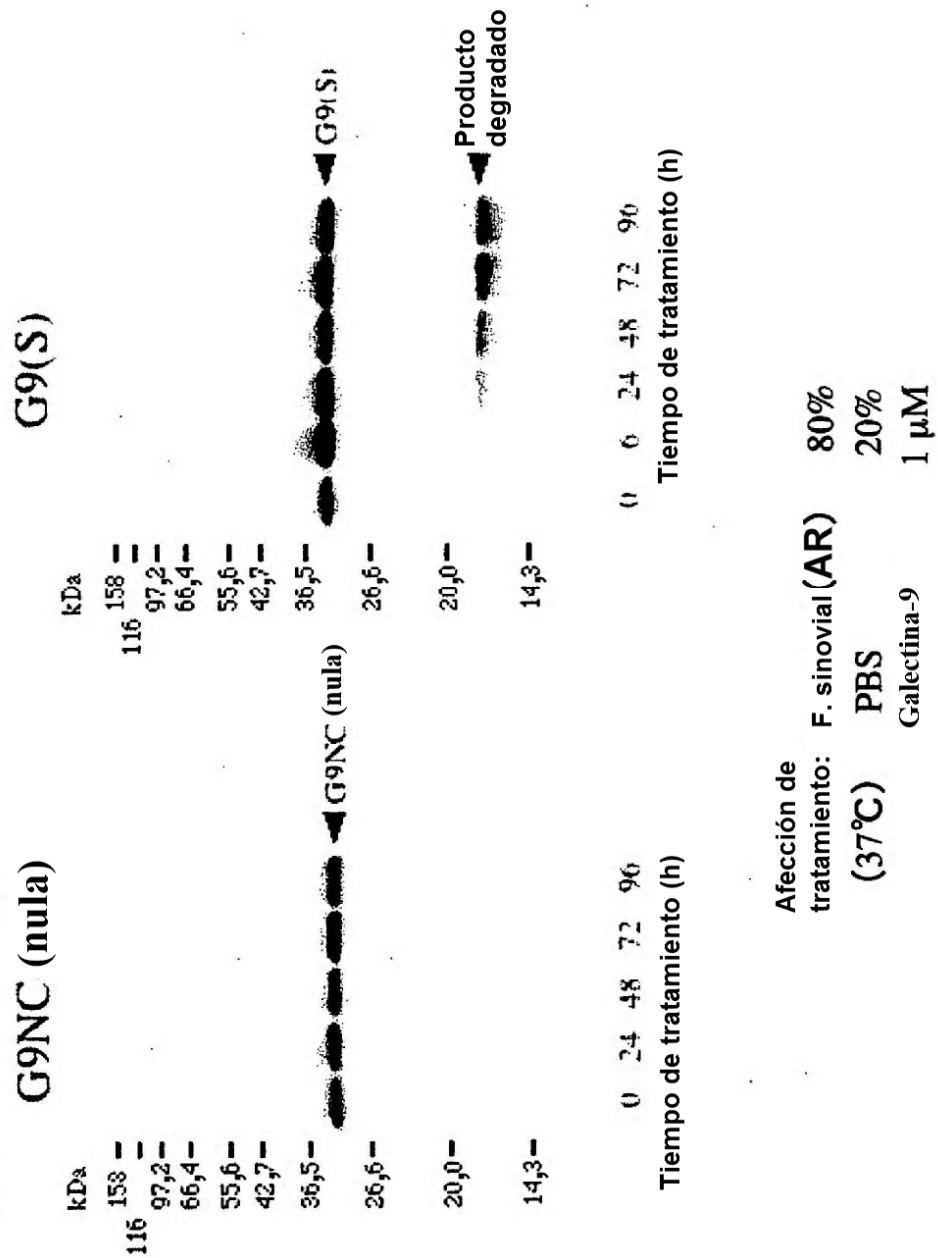 G9NC (nula)
kDa
158
116
97,2
66,4
55,6
42,7
36,5
26,6
20,0
14,3
G9NC (nula)
0 24 48 72 96
Tiempo de tratamiento (h)
G9(S)
kDa
158
116
97,2
66,4
55,6
42,7
36,5
26,6
20,0
14,3
G9(S)
Producto
degradado
0 6 24 48 72 96
Tiempo de tratamiento (h)
Afección de
tratamiento: F. sinovial (AR) 80%
(37°C) PBS 20%
Galectina-9 1 µM